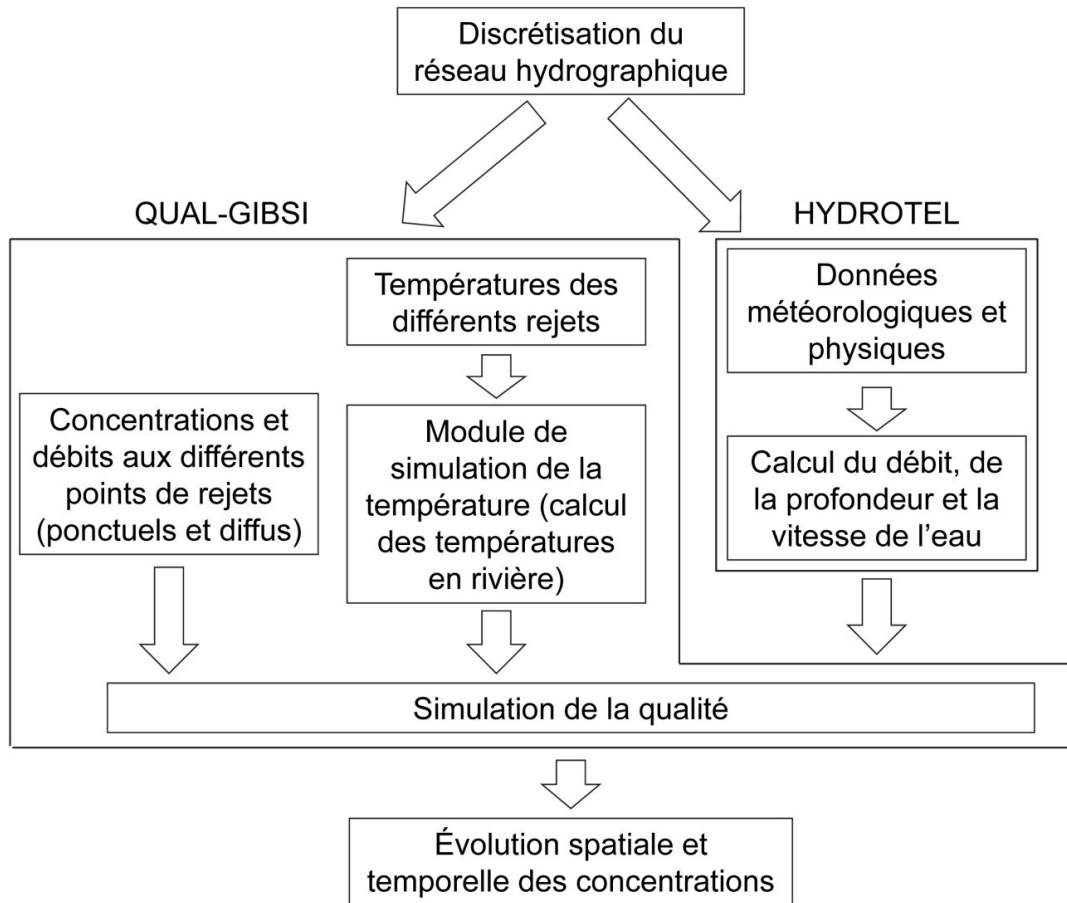 Discrétisation du
réseau hydrographique
QUAL-GIBSI
HYDROTEL
Températures des
différents rejets
Données
météorologiques et
physiques
Concentrations et
débits aux différents
points de rejets
(ponctuels et diffus)
Module de
simulation de la
température (calcul
des températures
en rivière)
Calcul du débit, de
la profondeur et la
vitesse de l’eau
Simulation de la qualité
Évolution spatiale et
temporelle des concentrations